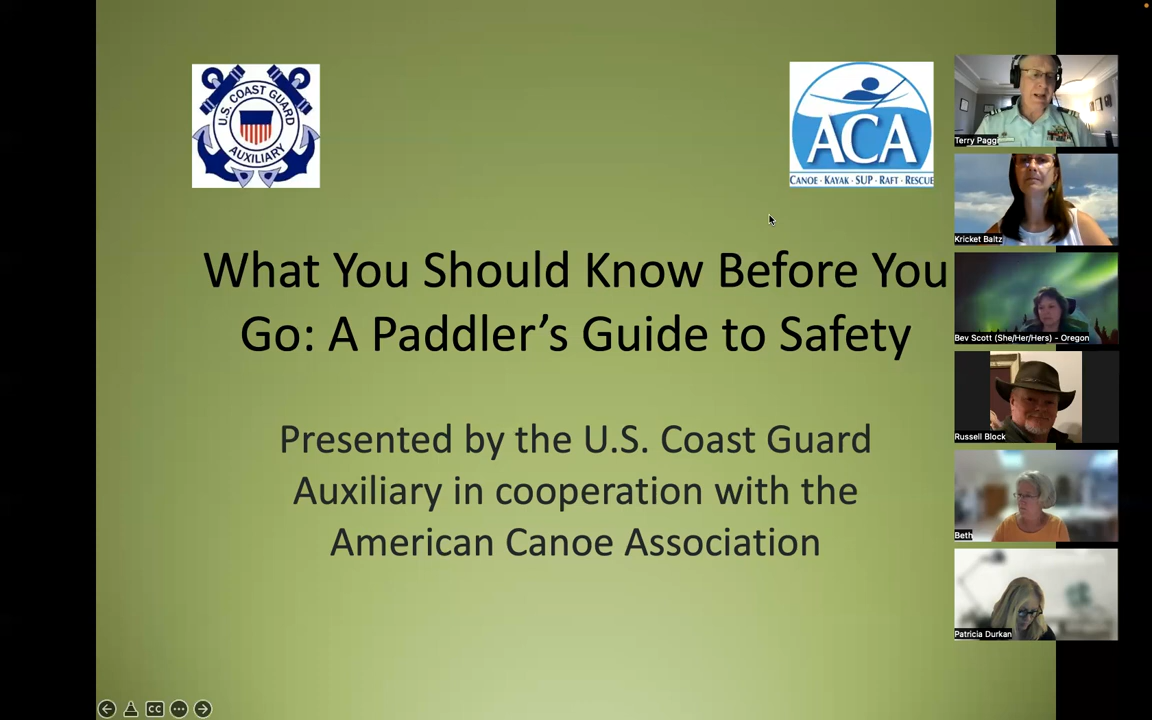 U.S. COAST GUARD
AUXILIARY
ACA
CANOE · KAYAK · SUP · RAFT · RESCUE
What You Should Know Before You
Go: A Paddler’s Guide to Safety
Presented by the U.S. Coast Guard
Auxiliary in cooperation with the
American Canoe Association
Terry Paggi
Kricket Baltz
Bev Scott (She/Her/Hers) - Oregon
Russell Block
Beth
Patricia Durkan
CC